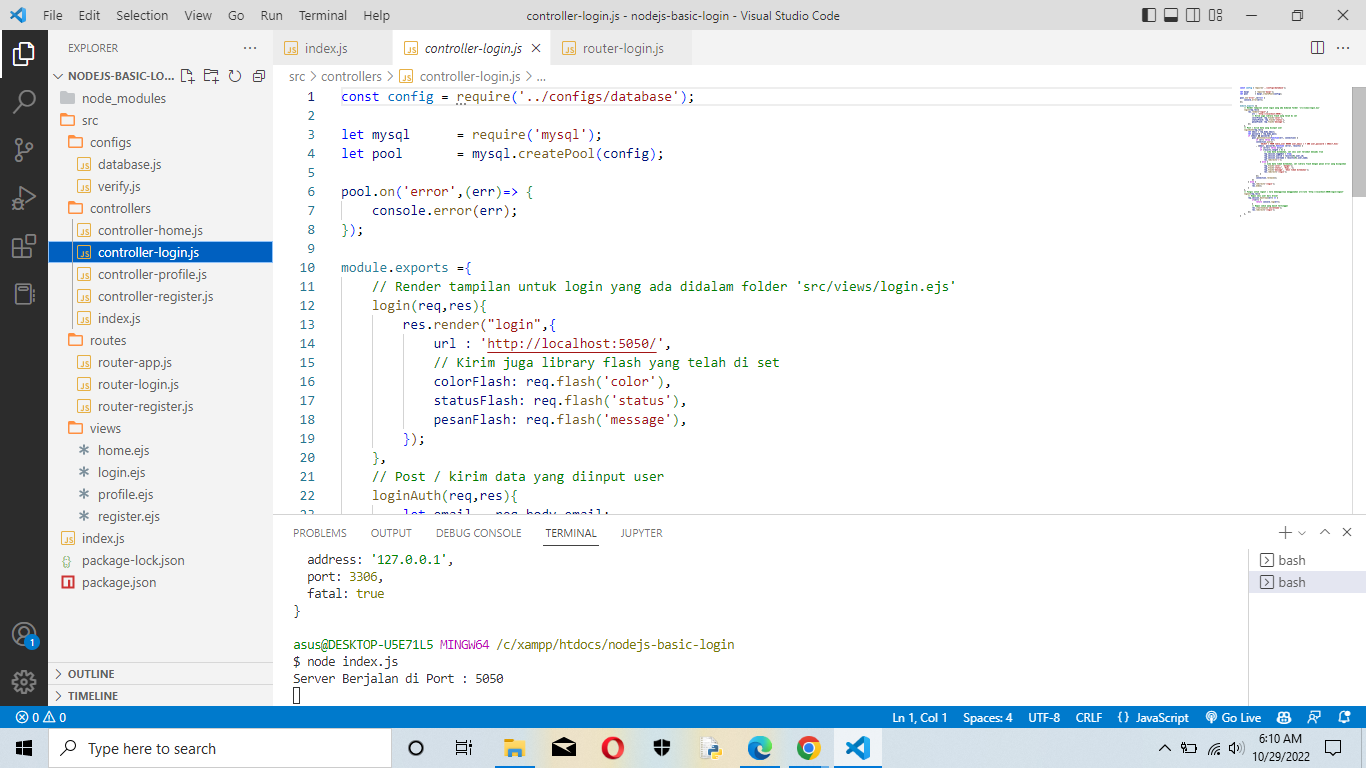 File Edit Selection View Go Run Terminal Help controller-login.js - nodejs-basic-login - Visual Studio Code
EXPLORER
NODEJS-BASIC-LO...
node_modules
src
configs
database.js
verify.js
controllers
controller-home.js
controller-login.js
controller-profile.js
controller-register.js
index.js
routes
router-app.js
router-login.js
router-register.js
views
home.ejs
login.ejs
profile.ejs
register.ejs
index.js
package-lock.json
package.json
OUTLINE
TIMELINE
index.js controller-login.js router-login.js
src > controllers > controller-login.js > ...
1 const config = require('../configs/database');
2
3 let mysql      = require('mysql');
4 let pool       = mysql.createPool(config);
5
6 pool.on('error',(err)=> {
7     console.error(err);
8 });
9
10 module.exports ={
11     // Render tampilan untuk login yang ada didalam folder 'src/views/login.ejs'
12     login(req,res){
13         res.render("login",{
14             url : 'http://localhost:5050/',
15             // Kirim juga library flash yang telah di set
16             colorFlash: req.flash('color'),
17             statusFlash: req.flash('status'),
18             pesanFlash: req.flash('message'),
19         });
20     },
21     // Post / kirim data yang diinput user
22     loginAuth(req,res){
23         let email = req.body.email;
PROBLEMS OUTPUT DEBUG CONSOLE TERMINAL JUPYTER
address: '127.0.0.1',
port: 3306,
fatal: true
}
asus@DESKTOP-U5E71L5 MINGW64 /c/xampp/htdocs/nodejs-basic-login
$ node index.js
Server Berjalan di Port : 5050
bash
bash
1
0 0 Ln 1, Col 1 Spaces: 4 UTF-8 CRLF {} JavaScript Go Live
Type here to search
6:10 AM
10/29/2022